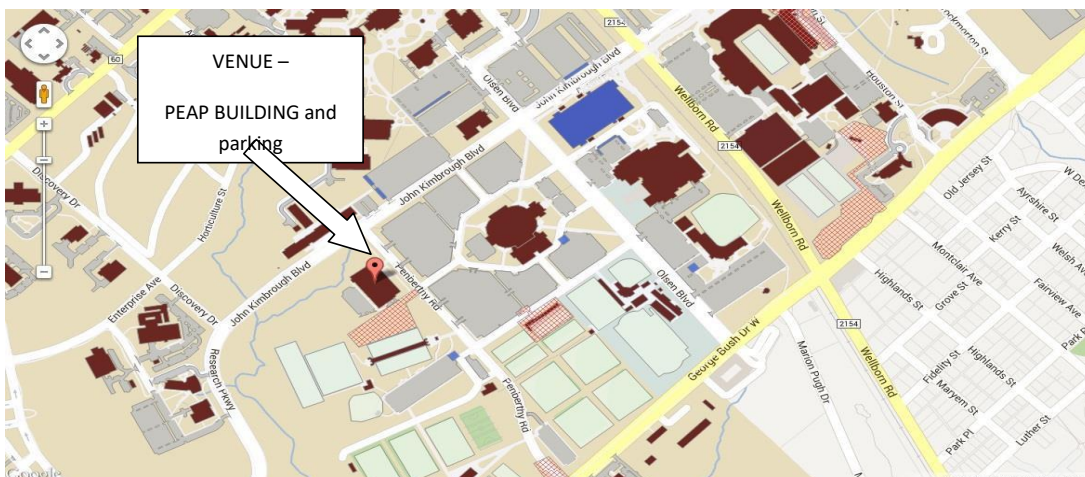 VENUE –
PEAP BUILDING and
parking
60
2154
Olsen Blvd
John Kimbrough Blvd
Wellborn Rd
Houston St
2154
Discovery Dr
Horticulture St
John Kimbrough Blvd
Old Jersey St
Ayrshire St
Kerry St
Welsh Av
Wellborn Rd
Montclair Ave
Fairview Ave
Penberthy Rd
Olsen Blvd
Highlands St
Grove St
Enterprise Ave
Discovery Dr
John Kimbrough Blvd
2154
George Bush Dr W
Research Pkwy
Marion Pugh Dr
Wellborn Rd
Fidelity St
Highlands St
Maryem St
Luther St
Park Pl
Penberthy Rd
Google